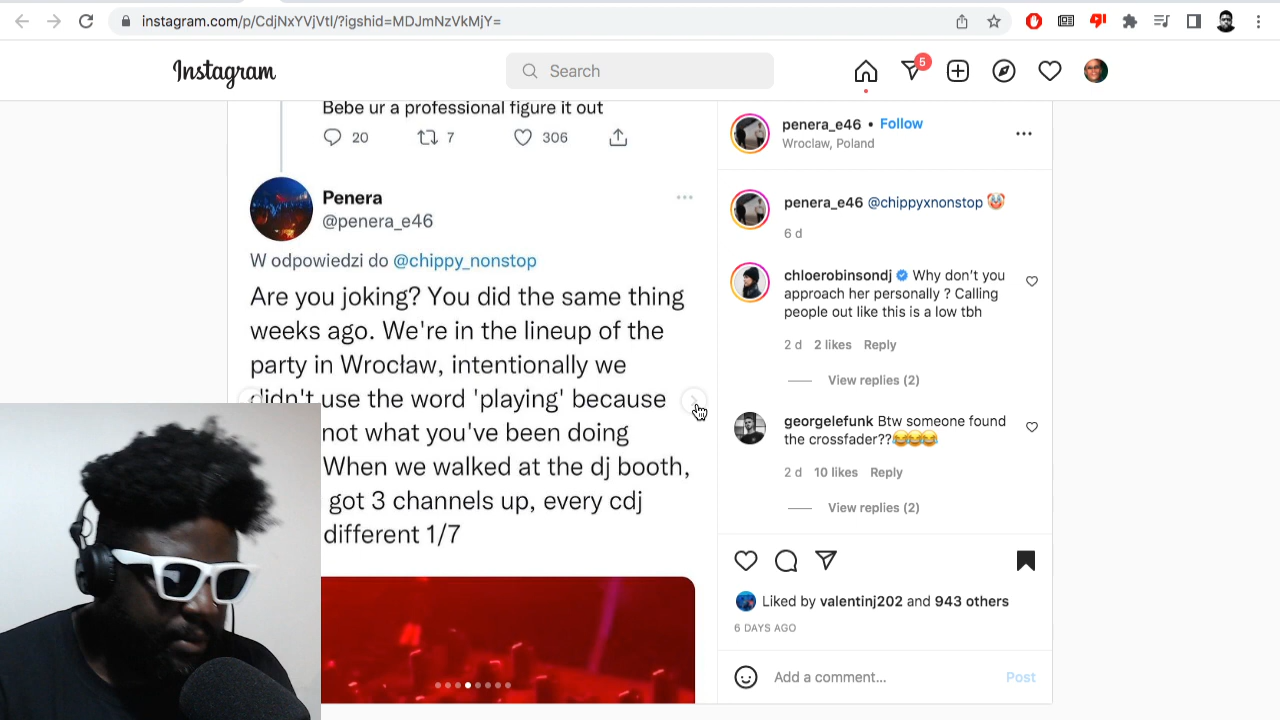 instagram.com/p/CdjNxYVjVtI/?igshid=MDJmNzVkMjY=
Instagram
Search
5
Bebe ur a professional figure it out
20
7
306
Penera
@penera_e46
W odpowiedzi do @chippy_nonstop
Are you joking? You did the same thing
weeks ago. We're in the lineup of the
party in Wrocław, intentionally we
didn't use the word 'playing' because
not what you've been doing
When we walked at the dj booth,
got 3 channels up, every cdj
different 1/7
penera_e46 • Follow
Wroclaw, Poland
penera_e46 @chippyxnonstop 🤡
6 d
chloerobinsondj Why don't you
approach her personally ? Calling
people out like this is a low tbh
2 d 2 likes Reply
View replies (2)
georgelefunk Btw someone found
the crossfader??😂😂😂
2 d 10 likes Reply
View replies (2)
Liked by valentinj202 and 943 others
6 DAYS AGO
Add a comment...
Post